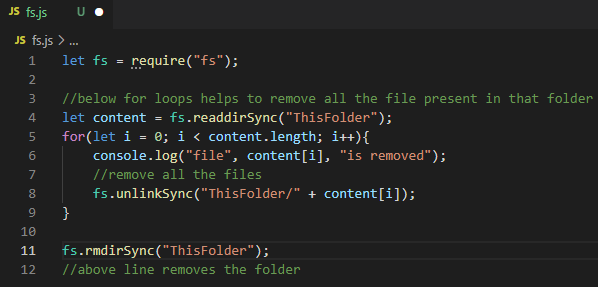 JS fs.js U
JS fs.js > ...
1 let fs = require("fs");
2
3 //below for loops helps to remove all the file present in that folder
4 let content = fs.readdirSync("ThisFolder");
5 for(let i = 0; i < content.length; i++){
6 console.log("file", content[i], "is removed");
7 //remove all the files
8 fs.unlinkSync("ThisFolder/" + content[i]);
9 }
10
11 fs.rmdirSync("ThisFolder");
12 //above line removes the folder